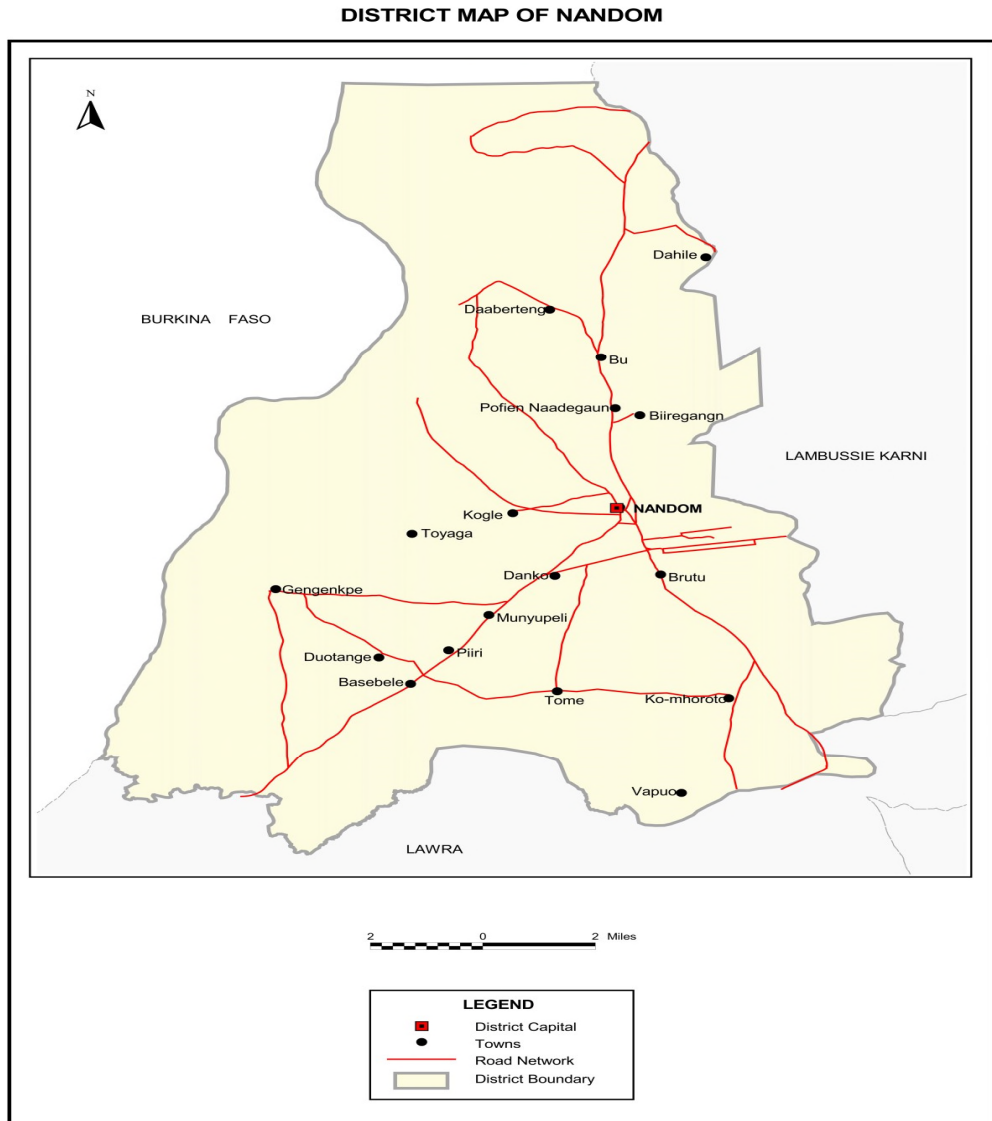 DISTRICT MAP OF NANDOM
N
Dahile
Daaberteng
BURKINA FASO
Bu
Pofien Naadegaun
Biiregangn
LAMBUSSIE KARNI
NANDOM
Kogle
Toyaga
Danko
Brutu
Gengenkpe
Munyupeli
Piiri
Duotange
Basebele
Tome
Ko-mhoroto
Vapuo
LAWRA
2 0 2 Miles
LEGEND
District Capital
Towns
Road Network
District Boundary